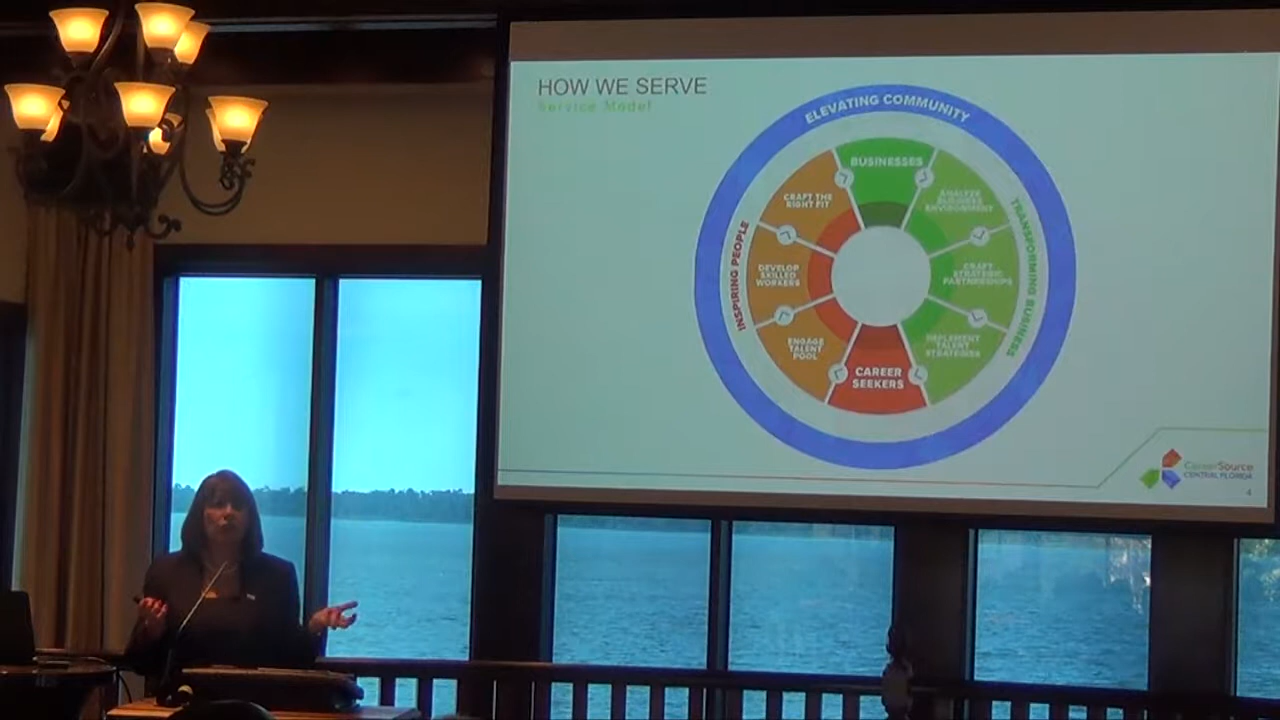 HOW WE SERVE
Service Model
ELEVATING COMMUNITY
BUSINESSES
ANALYZE
BUSINESS
ENVIRONMENT
CRAFT
STRATEGIC
PARTNERSHIPS
IMPLEMENT
TALENT
STRATEGIES
TRANSFORMING BUSINESS
CAREER
SEEKERS
ENGAGE
TALENT
POOL
DEVELOP
SKILLED
WORKERS
CRAFT THE
RIGHT FIT
INSPIRING PEOPLE
CareerSource
CENTRAL FLORIDA
4